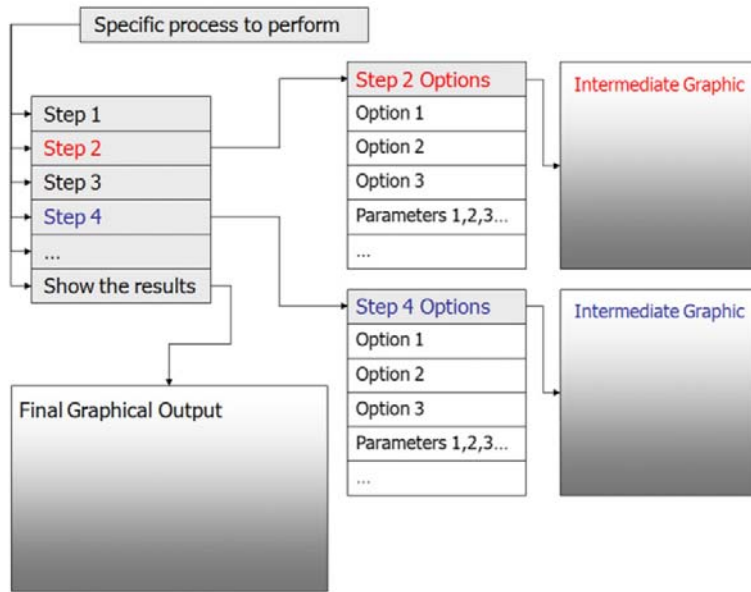 Specific process to perform
Step 1
Step 2
Step 3
Step 4
...
Show the results
Step 2 Options
Option 1
Option 2
Option 3
Parameters 1,2,3...
...
Intermediate Graphic
Step 4 Options
Option 1
Option 2
Option 3
Parameters 1,2,3...
...
Intermediate Graphic
Final Graphical Output